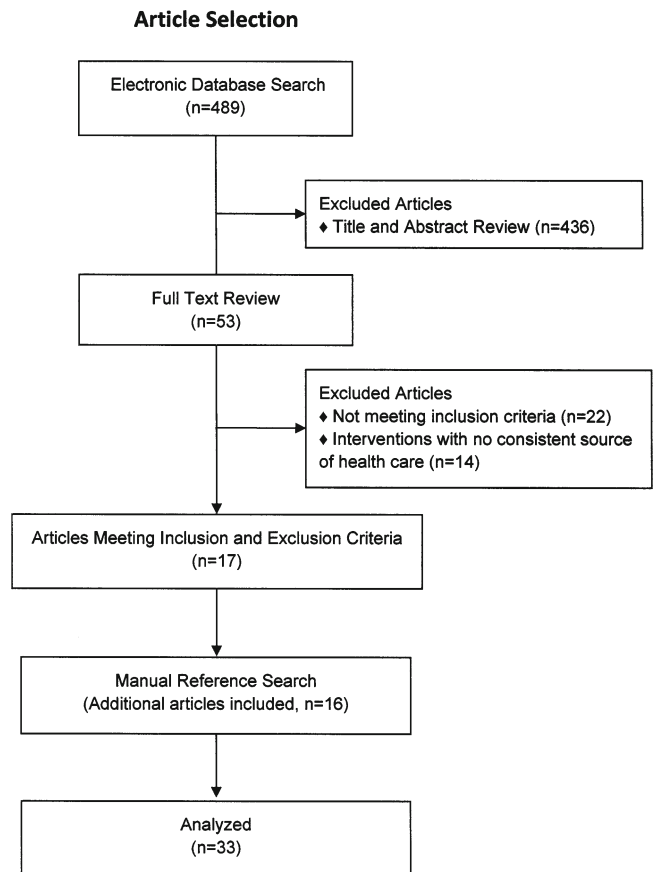 Article Selection
Electronic Database Search
(n=489)
Excluded Articles
♦ Title and Abstract Review (n=436)
Full Text Review
(n=53)
Excluded Articles
♦ Not meeting inclusion criteria (n=22)
♦ Interventions with no consistent source
of health care (n=14)
Articles Meeting Inclusion and Exclusion Criteria
(n=17)
Manual Reference Search
(Additional articles included, n=16)
Analyzed
(n=33)